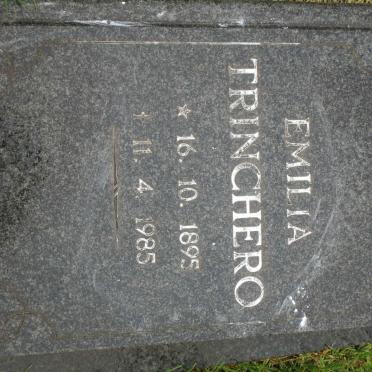 EMILIA
TRINCHERO
* 16. 10. 1895
† 11. 4. 1985